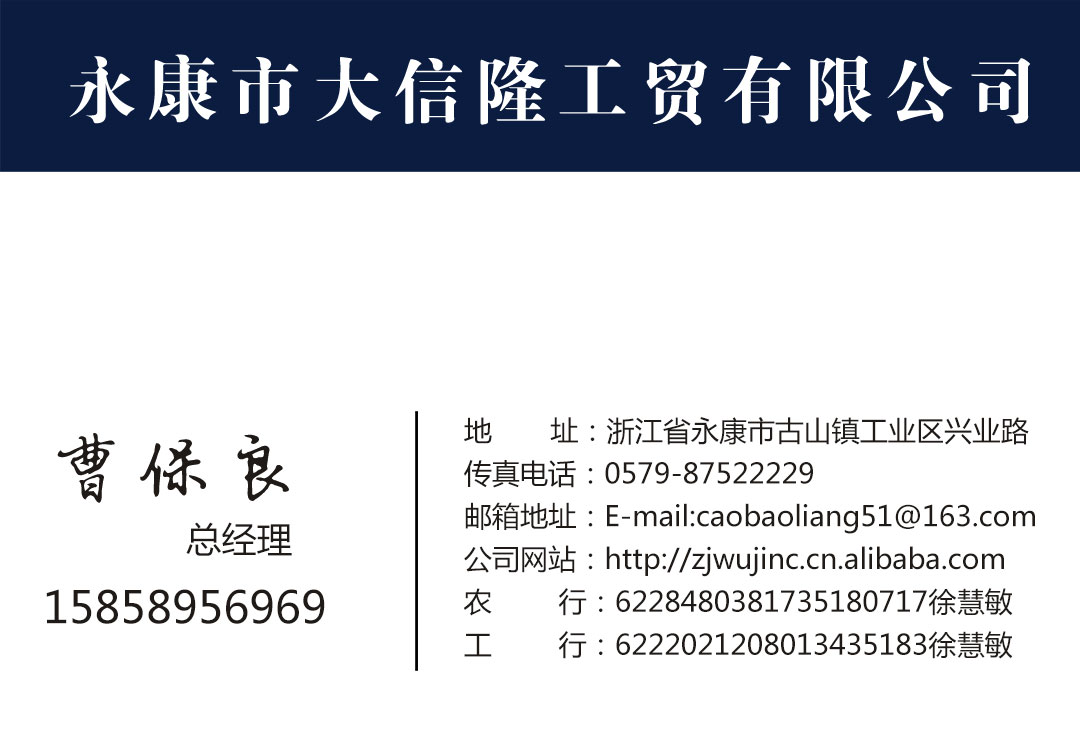 永康市大信隆工贸有限公司
曹保良
总经理
15858956969
地　　址：浙江省永康市古山镇工业区兴业路
传真电话：0579-87522229
邮箱地址：E-mail:caobaoliang51@163.com
公司网站：http://zjwujinc.cn.alibaba.com
农　　行：6228480381735180717徐慧敏
工　　行：6222021208013435183徐慧敏